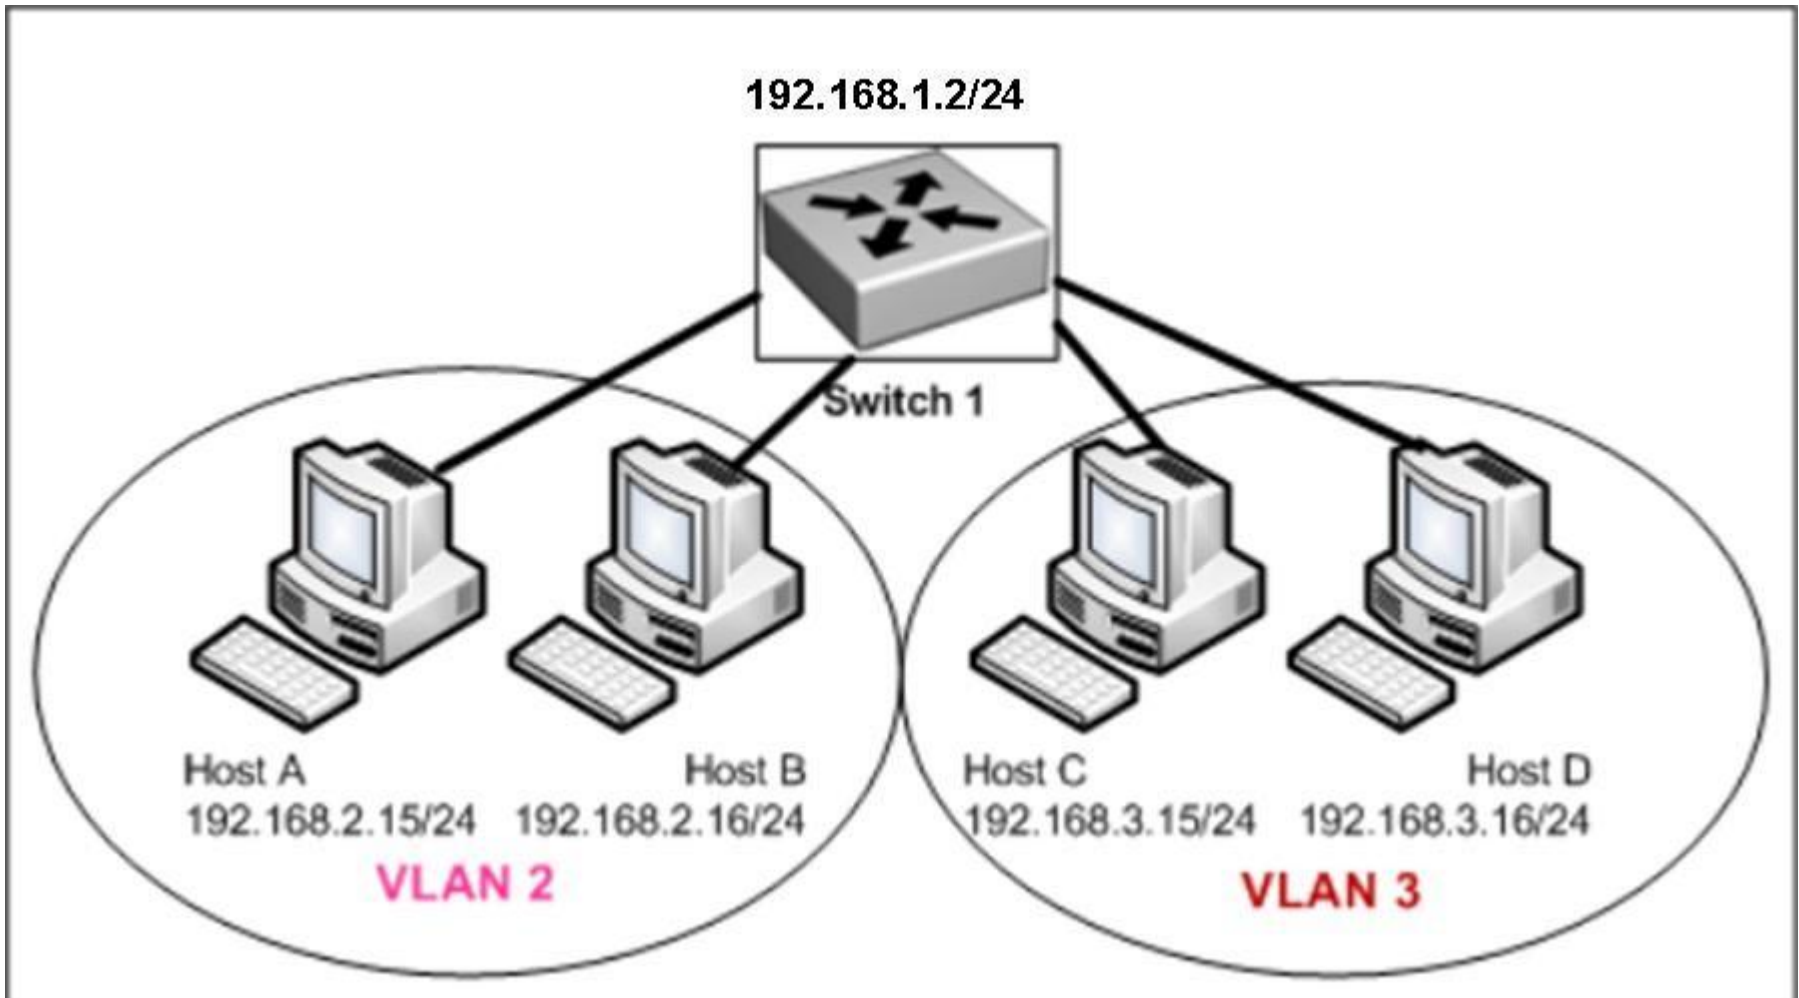 192.168.1.2/24
Switch 1
Host A
Host B
Host C
Host D
192.168.2.15/24
192.168.2.16/24
192.168.3.15/24
192.168.3.16/24
VLAN 2
VLAN 3